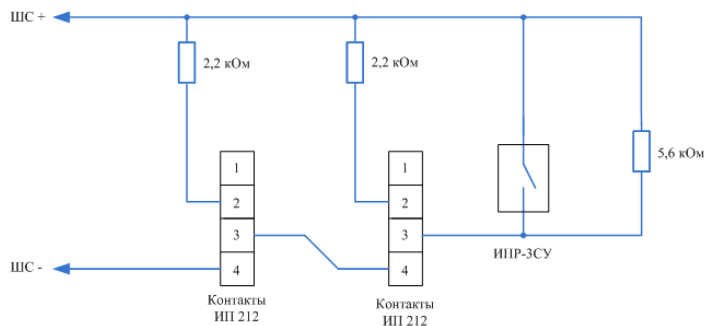 ШС +
2,2 кОм
2,2 кОм
5,6 кОм
1
2
3
4
1
2
3
4
ИПР-3СУ
ШС -
Контакты
ИП 212
Контакты
ИП 212